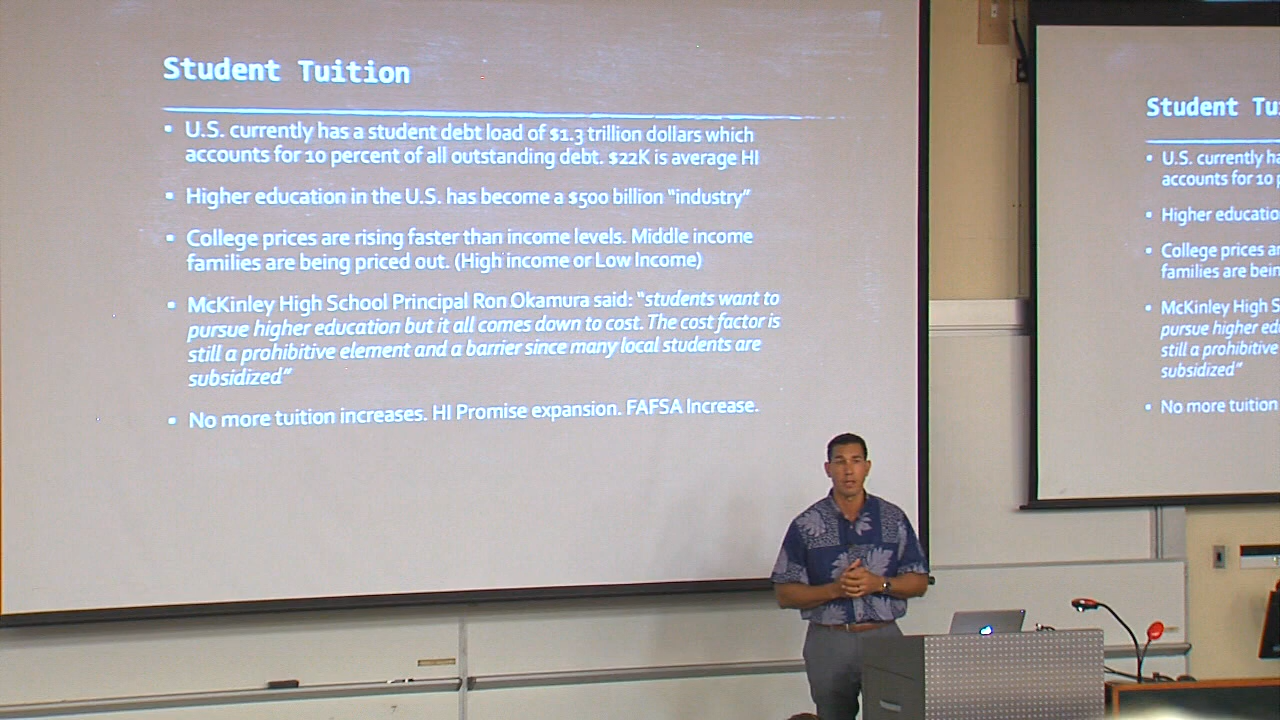 Student Tuition
▪ U.S. currently has a student debt load of $1.3 trillion dollars which
accounts for 10 percent of all outstanding debt. $22K is average HI
▪ Higher education in the U.S. has become a $500 billion "industry"
▪ College prices are rising faster than income levels. Middle income
families are being priced out. (High income or Low Income)
▪ McKinley High School Principal Ron Okamura said: "students want to
pursue higher education but it all comes down to cost. The cost factor is
still a prohibitive element and a barrier since many local students are
subsidized"
▪ No more tuition increases. HI Promise expansion. FAFSA Increase.
Student Tu
▪ U.S. currently ha
accounts for 10 p
▪ Higher educatio
▪ College prices ar
families are bein
▪ McKinley High S
pursue higher ed
still a prohibitive
subsidized"
▪ No more tuition